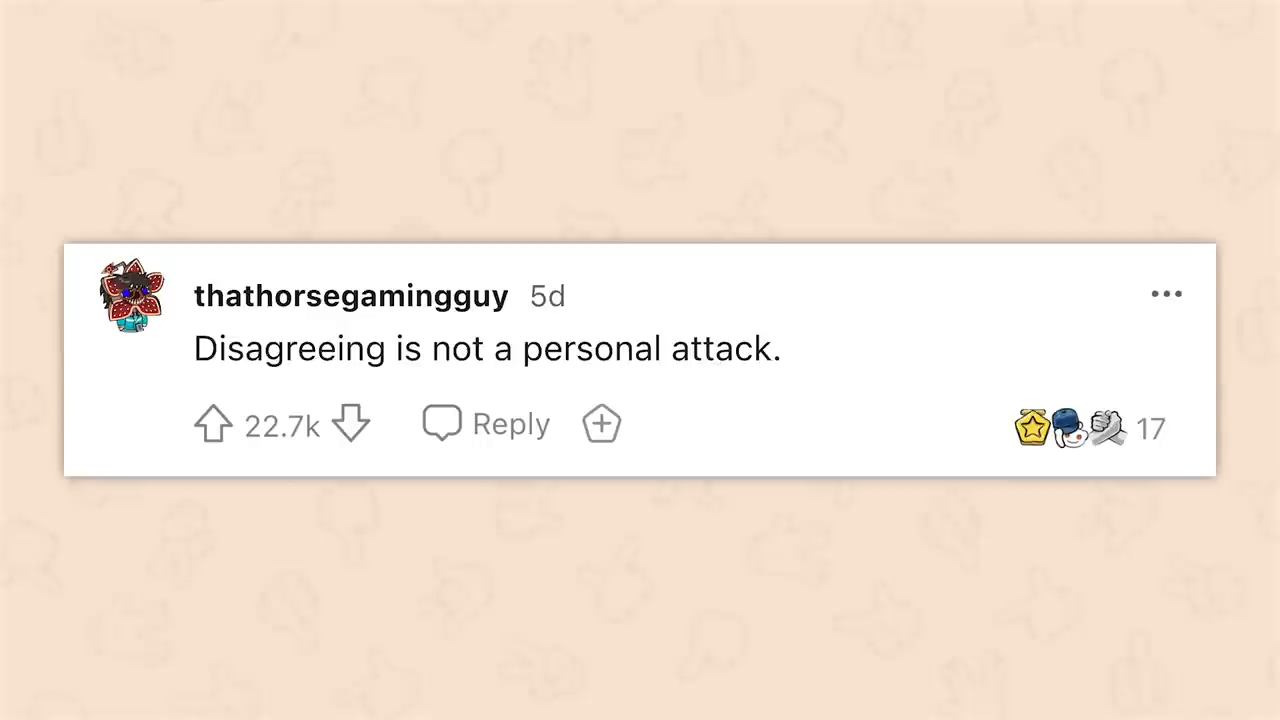 thathorsegamingguy 5d
Disagreeing is not a personal attack.
22.7k Reply 17